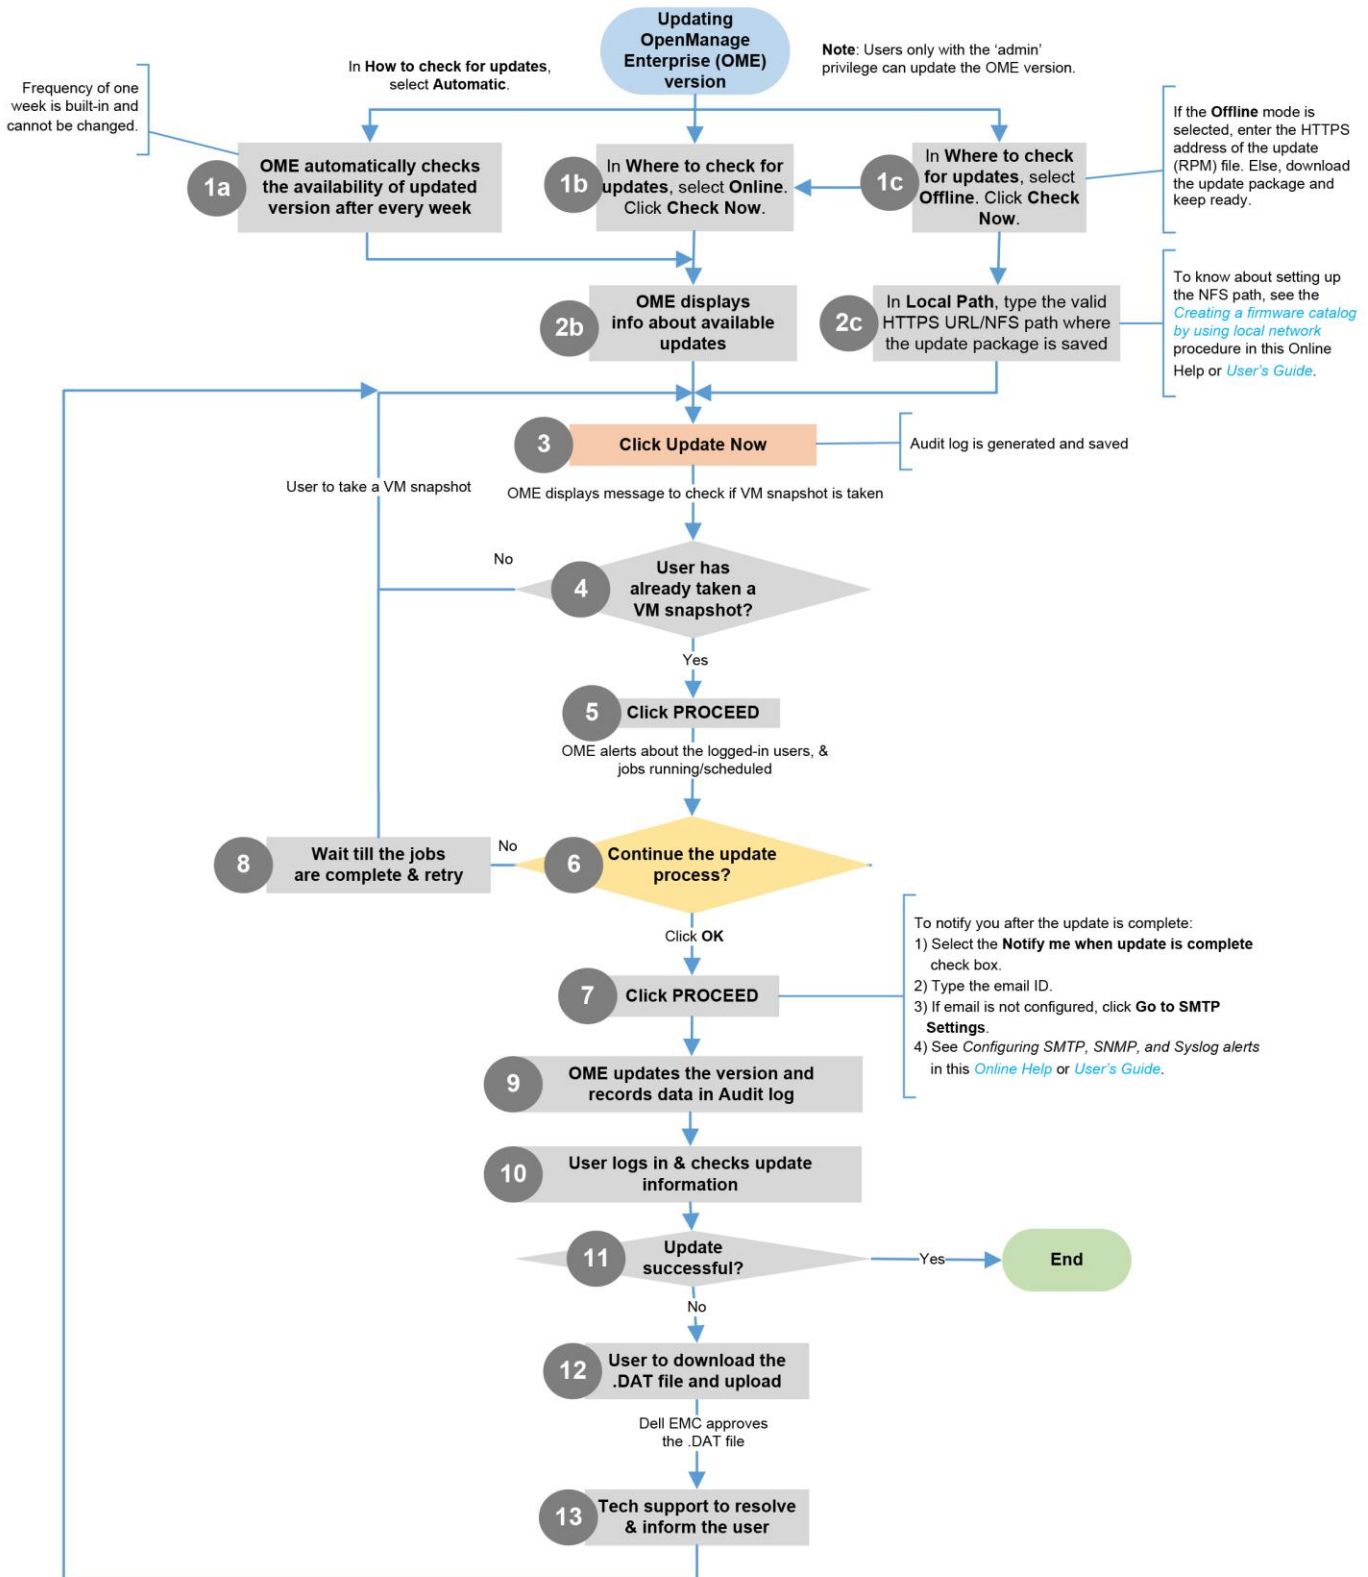 Updating
OpenManage
Enterprise (OME)
version
Note: Users only with the ‘admin’
privilege can update the OME version.
In How to check for updates,
select Automatic.
Frequency of one
week is built-in and
cannot be changed.
1a
OME automatically checks
the availability of updated
version after every week
1b
In Where to check for
updates, select Online.
Click Check Now.
1c
In Where to check
for updates, select
Offline. Click Check
Now.
If the Offline mode is
selected, enter the HTTPS
address of the update
(RPM) file. Else, download
the update package and
keep ready.
2b
OME displays
info about available
updates
2c
In Local Path, type the valid
HTTPS URL/NFS path where
the update package is saved
To know about setting up
the NFS path, see the
Creating a firmware catalog
by using local network
procedure in this Online
Help or User’s Guide.
3
Click Update Now
Audit log is generated and saved
User to take a VM snapshot
OME displays message to check if VM snapshot is taken
No
4
User has
already taken a
VM snapshot?
Yes
5
Click PROCEED
OME alerts about the logged-in users, &
jobs running/scheduled
8
Wait till the jobs
are complete & retry
No
6
Continue the update
process?
Click OK
7
Click PROCEED
To notify you after the update is complete:
1) Select the Notify me when update is complete
check box.
2) Type the email ID.
3) If email is not configured, click Go to SMTP
Settings.
4) See Configuring SMTP, SNMP, and Syslog alerts
in this Online Help or User’s Guide.
9
OME updates the version and
records data in Audit log
10
User logs in & checks update
information
11
Update
successful?
Yes
End
No
12
User to download the
.DAT file and upload
Dell EMC approves
the .DAT file
13
Tech support to resolve
& inform the user